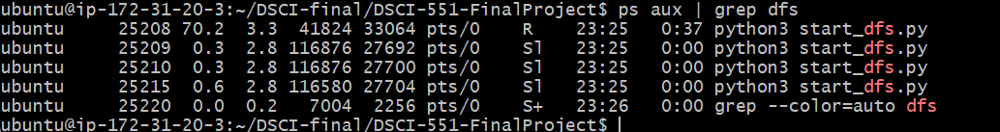 ubuntu@ip-172-31-20-3:~/DSCI-final/DSCI-551-FinalProject$ ps aux | grep dfs
ubuntu     25208 70.2  3.3  41824 33064 pts/0    R    23:25   0:37 python3 start_dfs.py
ubuntu     25209  0.3  2.8 116876 27692 pts/0    Sl   23:25   0:00 python3 start_dfs.py
ubuntu     25210  0.3  2.8 116876 27700 pts/0    Sl   23:25   0:00 python3 start_dfs.py
ubuntu     25215  0.6  2.8 116580 27704 pts/0    Sl   23:25   0:00 python3 start_dfs.py
ubuntu     25220  0.0  0.2   7004  2256 pts/0    S+   23:26   0:00 grep --color=auto dfs
ubuntu@ip-172-31-20-3:~/DSCI-final/DSCI-551-FinalProject$